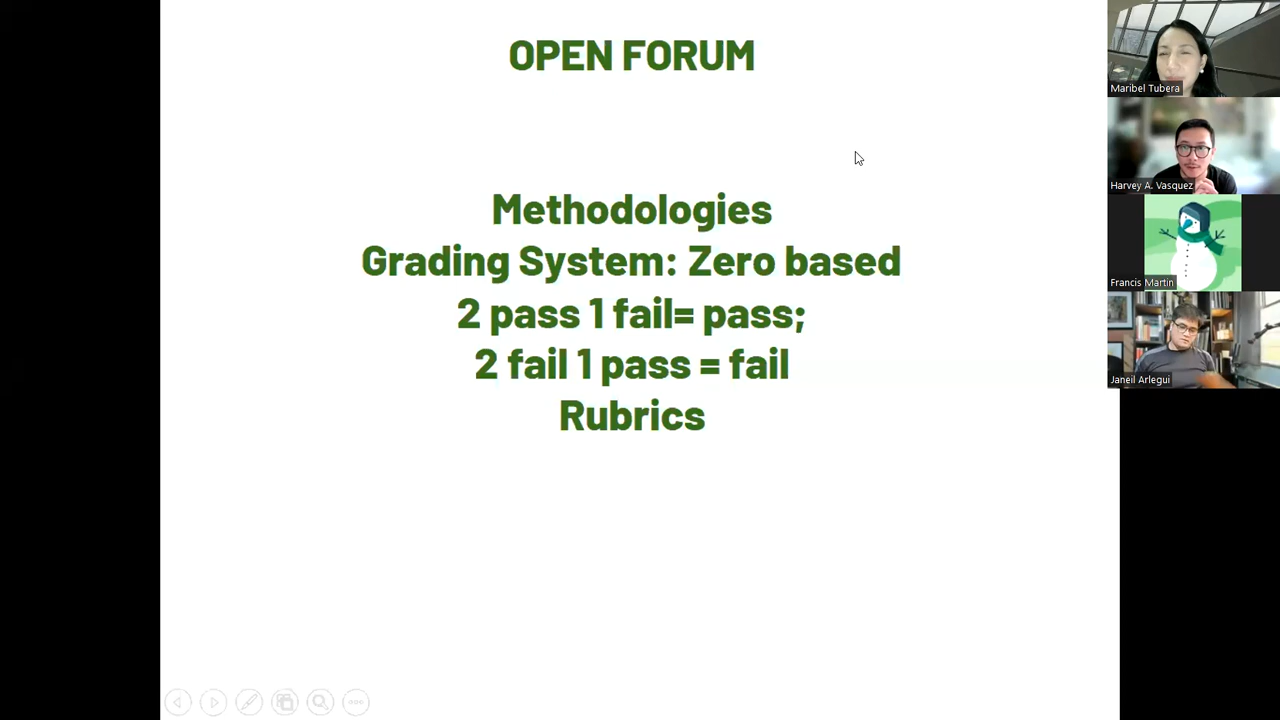 OPEN FORUM
Methodologies
Grading System: Zero based
2 pass 1 fail= pass;
2 fail 1 pass = fail
Rubrics
Maribel Tubera
Harvey A. Vasquez
Francis Martin
Janeil Arlegui